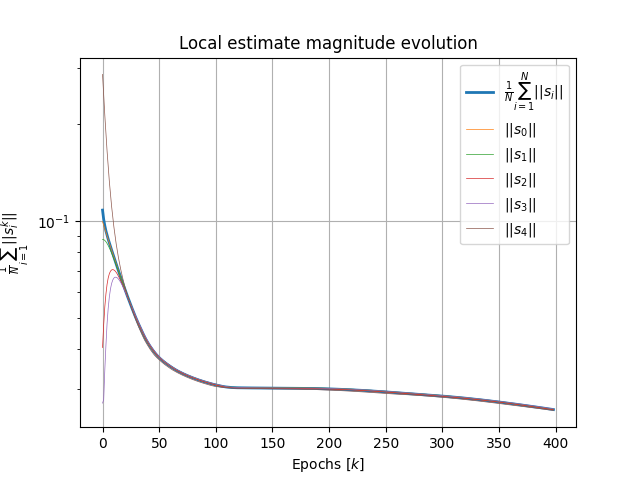 Local estimate magnitude evolution
$\frac{1}{N}\sum_{i=1}^{N}||s_i||$
$||s_0||$
$||s_1||$
$||s_2||$
$||s_3||$
$||s_4||$
$10^{-1}$
$\frac{1}{N}\sum_{i=1}^{N}||s_i^k||$
0 50 100 150 200 250 300 350 400
Epochs [$k$]